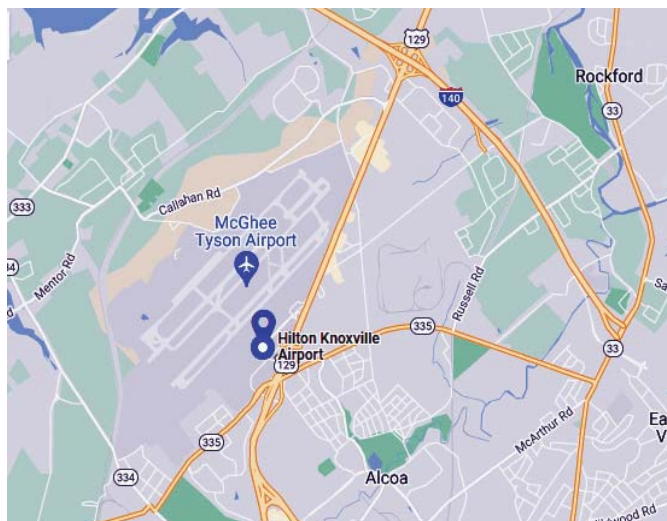 129
Rockford
140
33
333
Callahan Rd
McGhee
Tyson Airport
Mentor Rd
Russell Rd
Hilton Knoxville
Airport
335
129
33
335
McArthur Rd
334
Alcoa